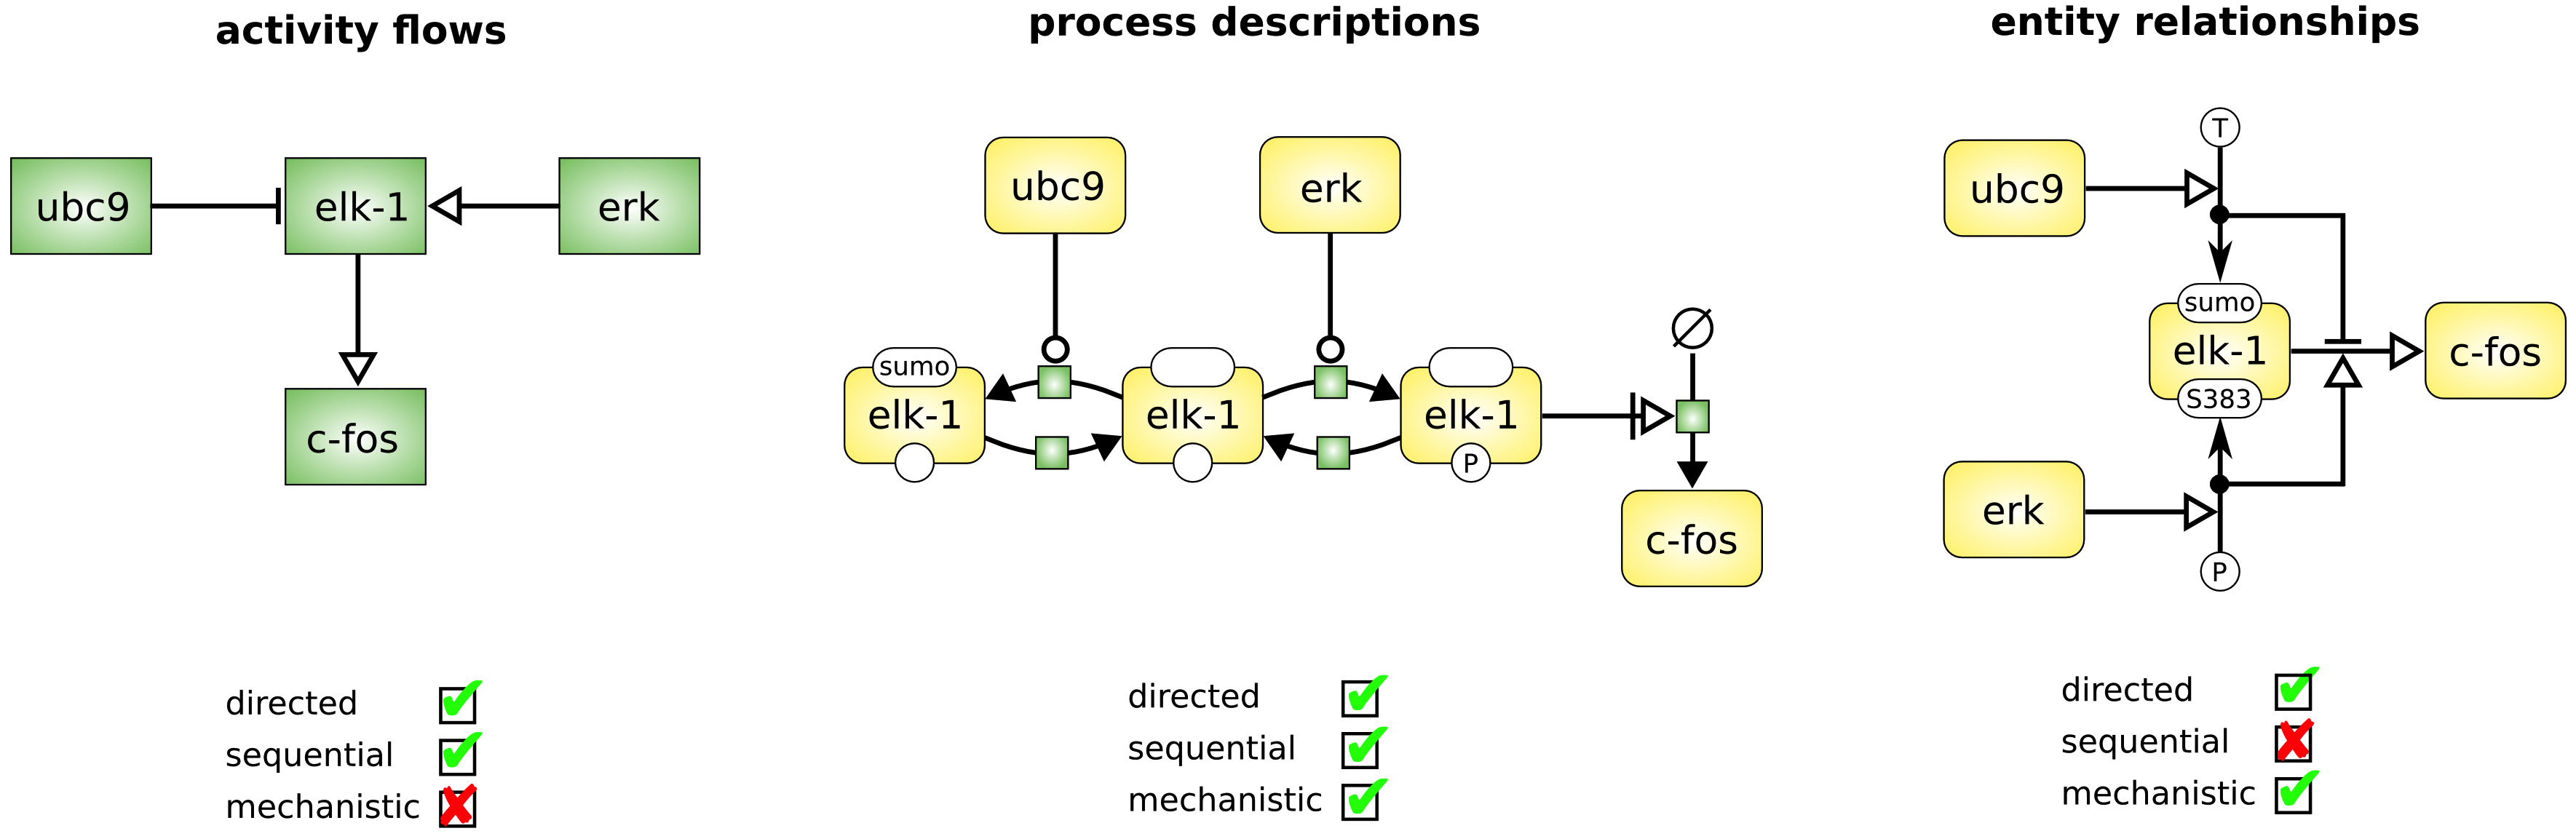 activity flows
ubc9
elk-1
erk
c-fos
directed
sequential
mechanistic
process descriptions
ubc9
erk
sumo
elk-1
elk-1
elk-1
P
c-fos
directed
sequential
mechanistic
entity relationships
T
ubc9
sumo
elk-1
S383
c-fos
erk
P
directed
sequential
mechanistic